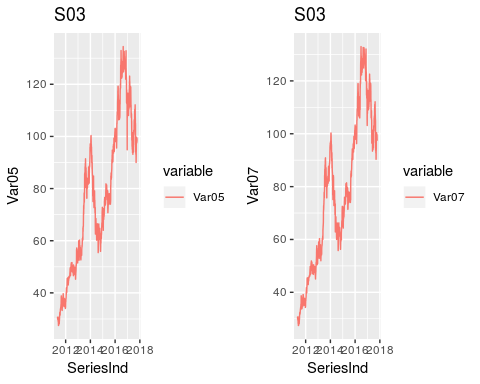 S03
S03
120
100
80
60
40
Var05
2012 2014 2016 2018
SeriesInd
variable
Var05
120
100
80
60
40
Var07
2012 2014 2016 2018
SeriesInd
variable
Var07